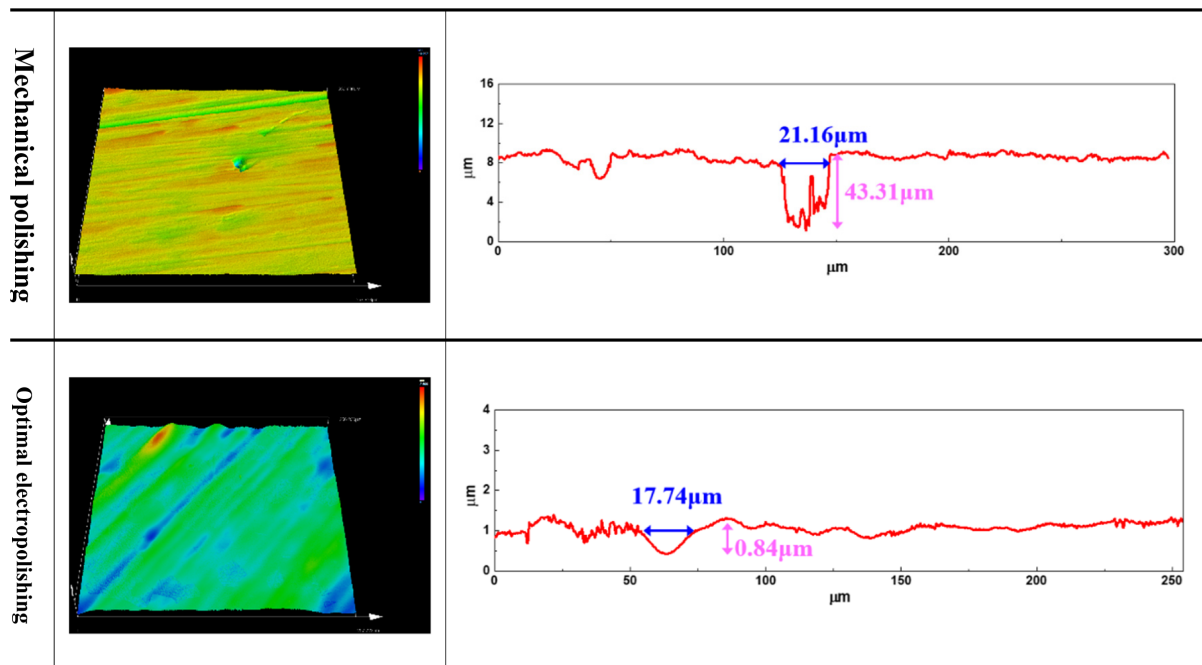 Mechanical polishing
16
12
8
4
0
μm
21.16μm
43.31μm
0
100
200
300
μm
Optimal electropolishing
4
3
2
1
0
μm
17.74μm
0.84μm
0
50
100
150
200
250
μm